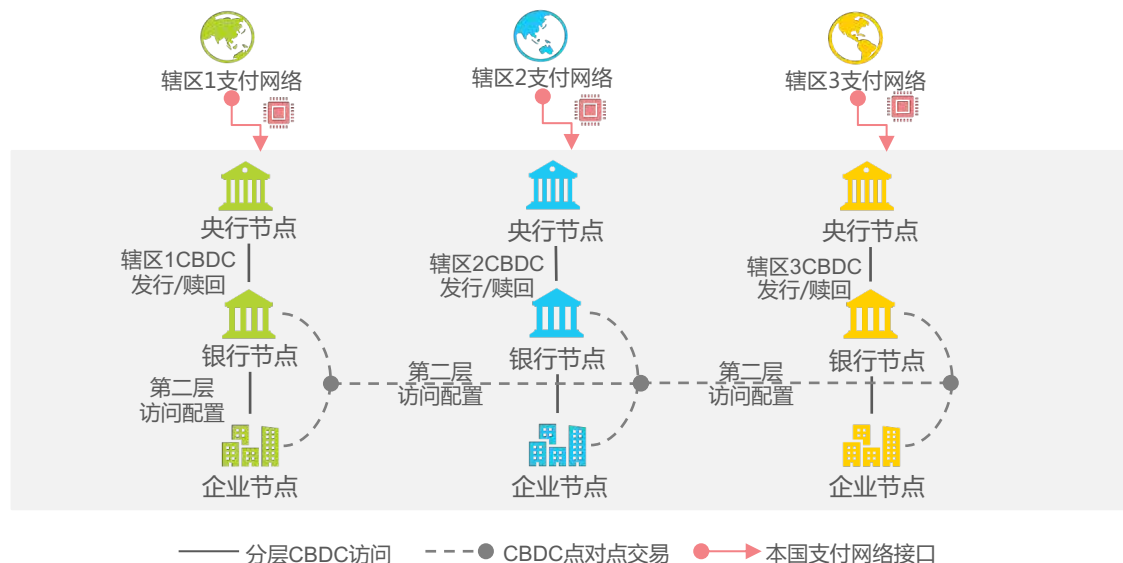 辖区1支付网络
辖区2支付网络
辖区3支付网络
央行节点
央行节点
央行节点
辖区1CBDC
发行/赎回
辖区2CBDC
发行/赎回
辖区3CBDC
发行/赎回
银行节点
银行节点
银行节点
第二层
访问配置
第二层
访问配置
第二层
访问配置
企业节点
企业节点
企业节点
分层CBDC访问
CBDC点对点交易
本国支付网络接口